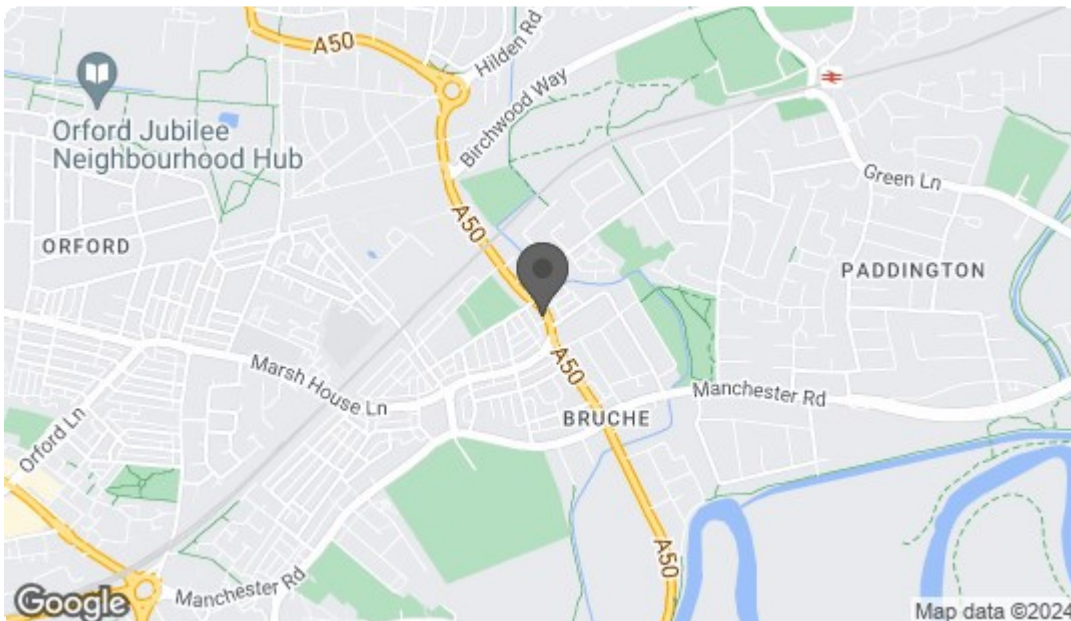 A50
Hilden Rd
Birchwood Way
Orford Jubilee
Neighbourhood Hub
Green Ln
A50
ORFORD
PADDINGTON
A50
Marsh House Ln
Manchester Rd
BRUCHE
Orford Ln
A50
Manchester Rd
Google
Map data ©2024